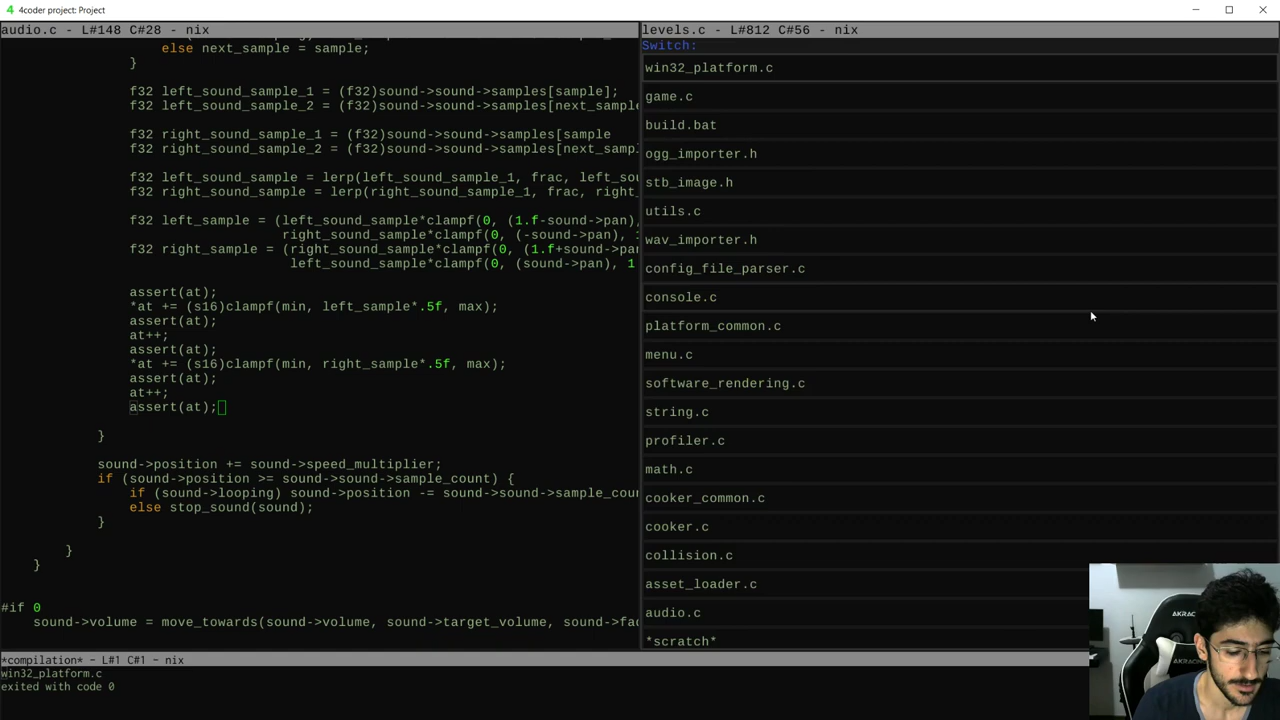 4coder project: Project
audio.c - L#148 C#28 - nix
else next_sample = sample;
}
f32 left_sound_sample_1 = (f32)sound->sound->samples[sample];
f32 left_sound_sample_2 = (f32)sound->sound->samples[next_sample
f32 right_sound_sample_1 = (f32)sound->sound->samples[sample
f32 right_sound_sample_2 = (f32)sound->sound->samples[next_samp
f32 left_sample = lerp(left_sound_sample_1, frac, left_sou
f32 right_sample = lerp(right_sound_sample_1, frac, right_
f32 left_sample = (left_sound_sample*clampf(0, (1.f-sound->pan),
right_sound_sample*clampf(0, (-sound->pan),
f32 right_sample = (right_sound_sample*clampf(0, (1.f+sound->pan
left_sound_sample*clampf(0, (sound->pan), 1
assert(at);
*at += (s16)clampf(min, left_sample*.5f, max);
assert(at);
at++;
assert(at);
*at += (s16)clampf(min, right_sample*.5f, max);
assert(at);
at++;
assert(at);
}
sound->position += sound->speed_multiplier;
if (sound->position >= sound->sound->sample_count) {
if (sound->looping) sound->position -= sound->sound->sample_cou
else stop_sound(sound);
}
}
}
#if 0
sound->volume = move_towards(sound->volume, sound->target_volume, sound->fad
levels.c - L#812 C#56 - nix
Switch:
win32_platform.c
game.c
build.bat
ogg_importer.h
stb_image.h
utils.c
wav_importer.h
config_file_parser.c
console.c
platform_common.c
menu.c
software_rendering.c
string.c
profiler.c
math.c
cooker_common.c
cooker.c
collision.c
asset_loader.c
audio.c
*scratch*
*compilation* - L#1 C#1 - nix
win32_platform.c
exited with code 0
AKRACING
AKRACING